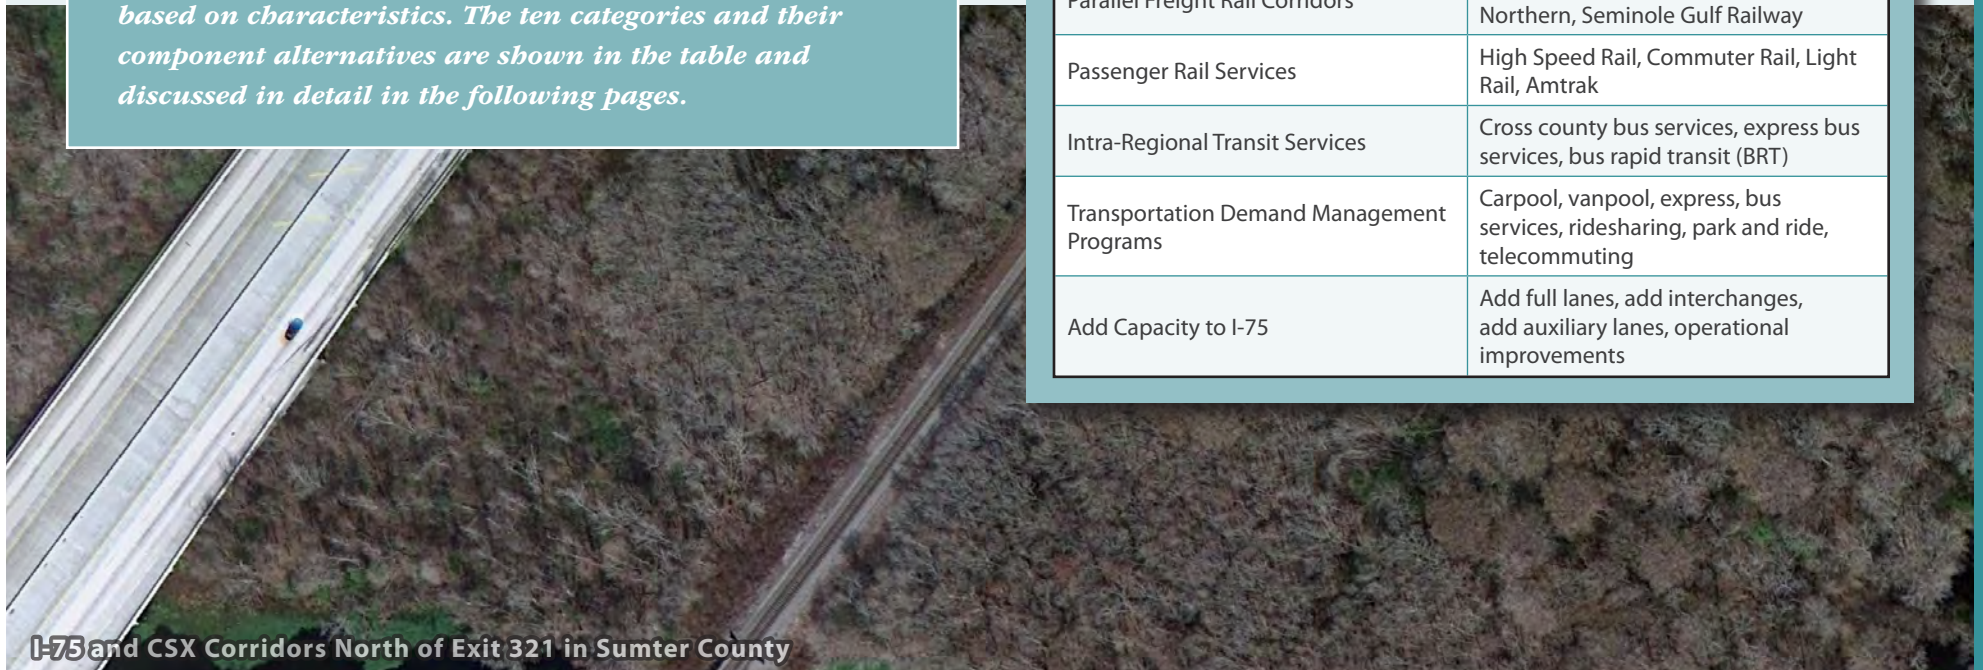 based on characteristics. The ten categories and their
component alternatives are shown in the table and
discussed in detail in the following pages.
Parallel Freight Rail Corridors
Northern, Seminole Gulf Railway
Passenger Rail Services
High Speed Rail, Commuter Rail, Light
Rail, Amtrak
Intra-Regional Transit Services
Cross county bus services, express bus
services, bus rapid transit (BRT)
Transportation Demand Management
Programs
Carpool, vanpool, express, bus
services, ridesharing, park and ride,
telecommuting
Add Capacity to I-75
Add full lanes, add interchanges,
add auxiliary lanes, operational
improvements
I-75 and CSX Corridors North of Exit 321 in Sumter County